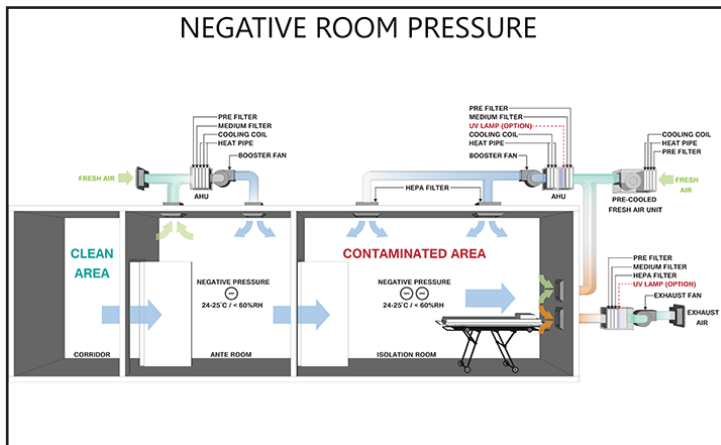 NEGATIVE ROOM PRESSURE
PRE FILTER
MEDIUM FILTER
COOLING COIL
HEAT PIPE
BOOSTER FAN
FRESH AIR
AHU
PRE FILTER
MEDIUM FILTER
UV LAMP (OPTION)
COOLING COIL
HEAT PIPE
BOOSTER FAN
HEPA FILTER
AHU
COOLING COIL
HEAT PIPE
PRE FILTER
FRESH
AIR
PRE-COOLED
FRESH AIR UNIT
CLEAN
AREA
CONTAMINATED AREA
NEGATIVE PRESSURE
24-25°C / < 60%RH
NEGATIVE PRESSURE
24-25°C / < 60%RH
PRE FILTER
MEDIUM FILTER
HEPA FILTER
UV LAMP (OPTION)
EXHAUST FAN
EXHAUST
AIR
CORRIDOR
ANTE ROOM
ISOLATION ROOM